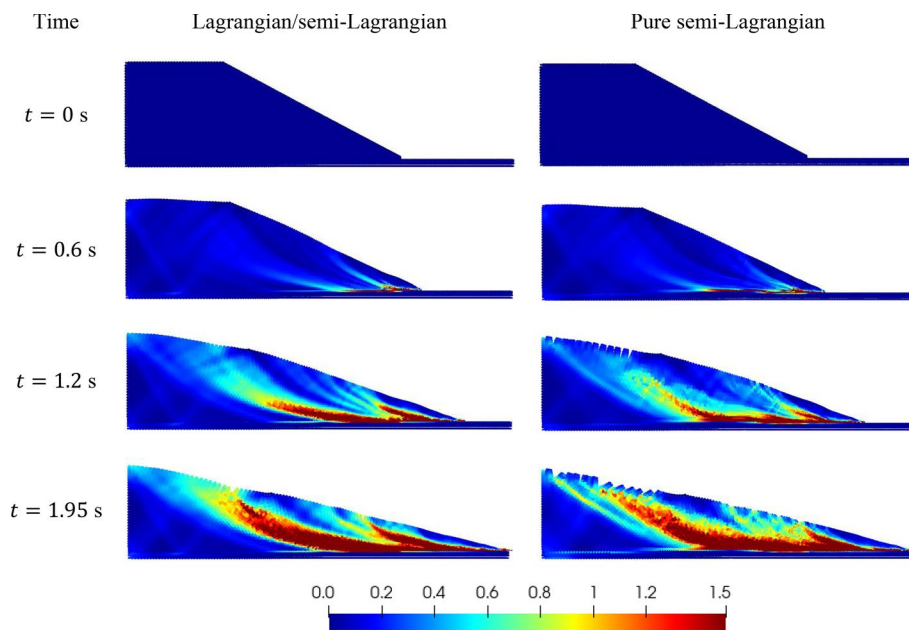 Time Lagrangian/semi-Lagrangian Pure semi-Lagrangian
t = 0 s
t = 0.6 s
t = 1.2 s
t = 1.95 s
0.0 0.2 0.4 0.6 0.8 1 1.2 1.5